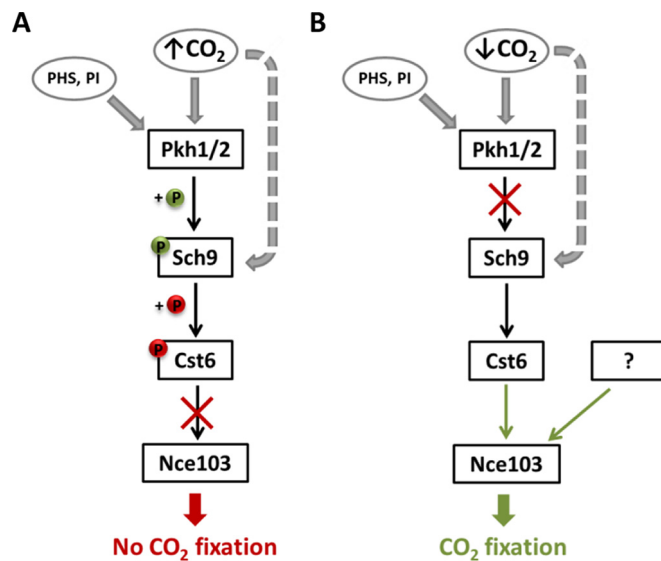 A
↑CO₂
PHS, PI
Pkh1/2
+ P
P
Sch9
+ P
P
Cst6
Nce103
No CO₂ fixation
B
↓CO₂
PHS, PI
Pkh1/2
Sch9
Cst6
?
Nce103
CO₂ fixation